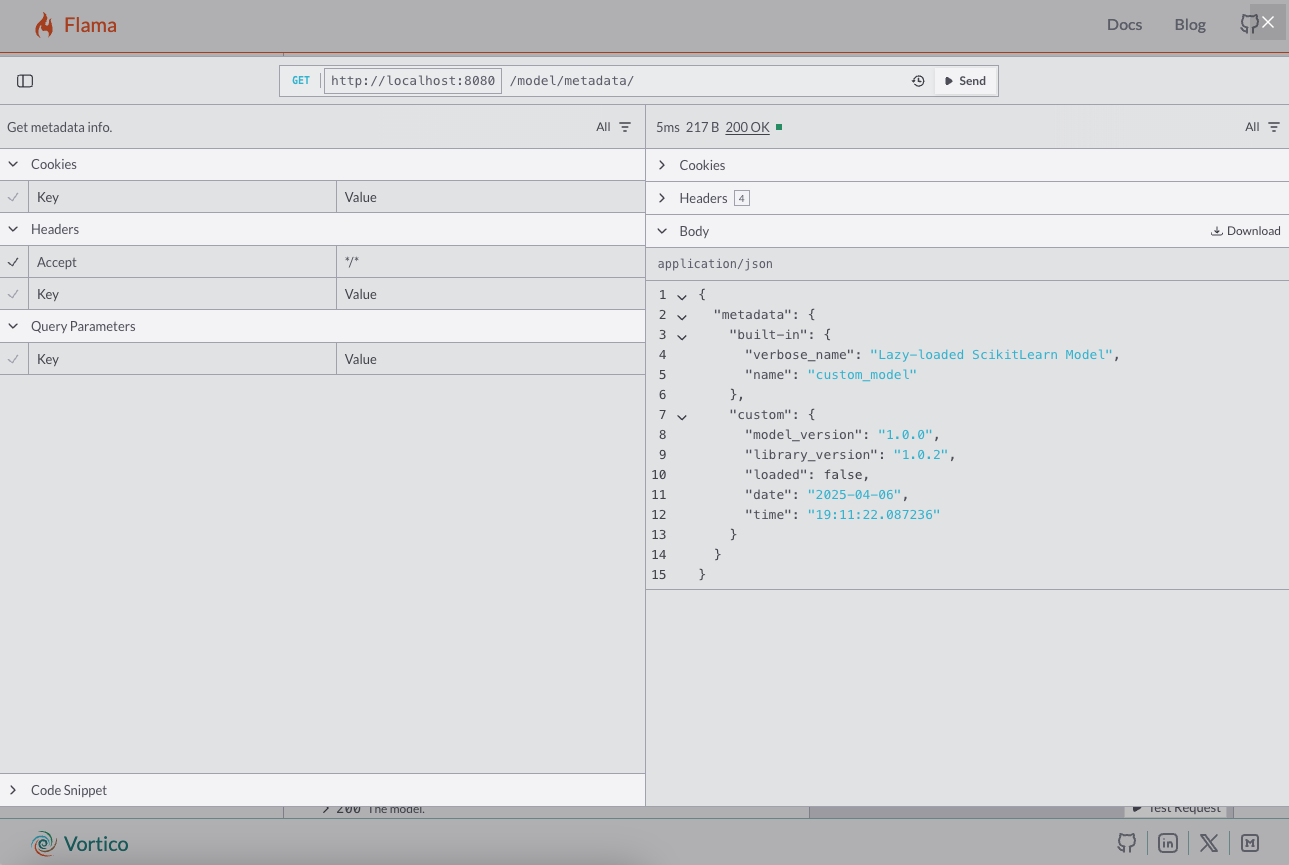 Flama
Docs
Blog
GET
http://localhost:8080
/model/metadata/
Send
Get metadata info.
All
Cookies
Key
Value
Headers
Accept
*/*
Key
Value
Query Parameters
Key
Value
Code Snippet
5ms 217 B 200 OK
All
Cookies
Headers 4
Body
Download
application/json
1 {
2 "metadata": {
3 "built-in": {
4 "verbose_name": "Lazy-loaded ScikitLearn Model",
5 "name": "custom_model"
6 },
7 "custom": {
8 "model_version": "1.0.0",
9 "library_version": "1.0.2",
10 "loaded": false,
11 "date": "2025-04-06",
12 "time": "19:11:22.087236"
13 }
14 }
15 }
200 The model.
Test Request
Vortico